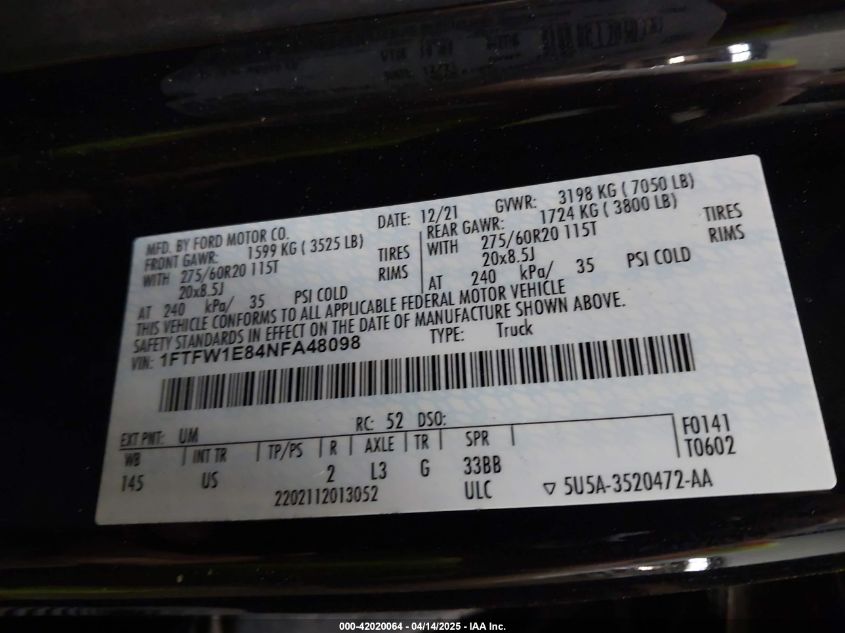 MFD. BY FORD MOTOR CO. DATE: 12/21 GVWR: 3198 KG ( 7050 LB)
FRONT GAWR: 1599 KG ( 3525 LB) REAR GAWR: 1724 KG ( 3800 LB)
WITH 275/60R20 115T TIRES WITH 275/60R20 115T TIRES
20x8.5J RIMS 20x8.5J RIMS
AT 240 kPa/ 35 PSI COLD AT 240 kPa/ 35 PSI COLD
THIS VEHICLE CONFORMS TO ALL APPLICABLE FEDERAL MOTOR VEHICLE
SAFETY STANDARDS IN EFFECT ON THE DATE OF MANUFACTURE SHOWN ABOVE.
VIN: 1FTFW1E84NFA48098 TYPE: Truck
EXT PNT: UM RC: 52 DSO:
WB INT TR TP/PS R AXLE TR SPR F0141
145 US 2 L3 G 33BB T0602
2202112013052 ULC ▽ 5U5A-3520472-AA
000-42020064 - 04/14/2025 - IAA Inc.